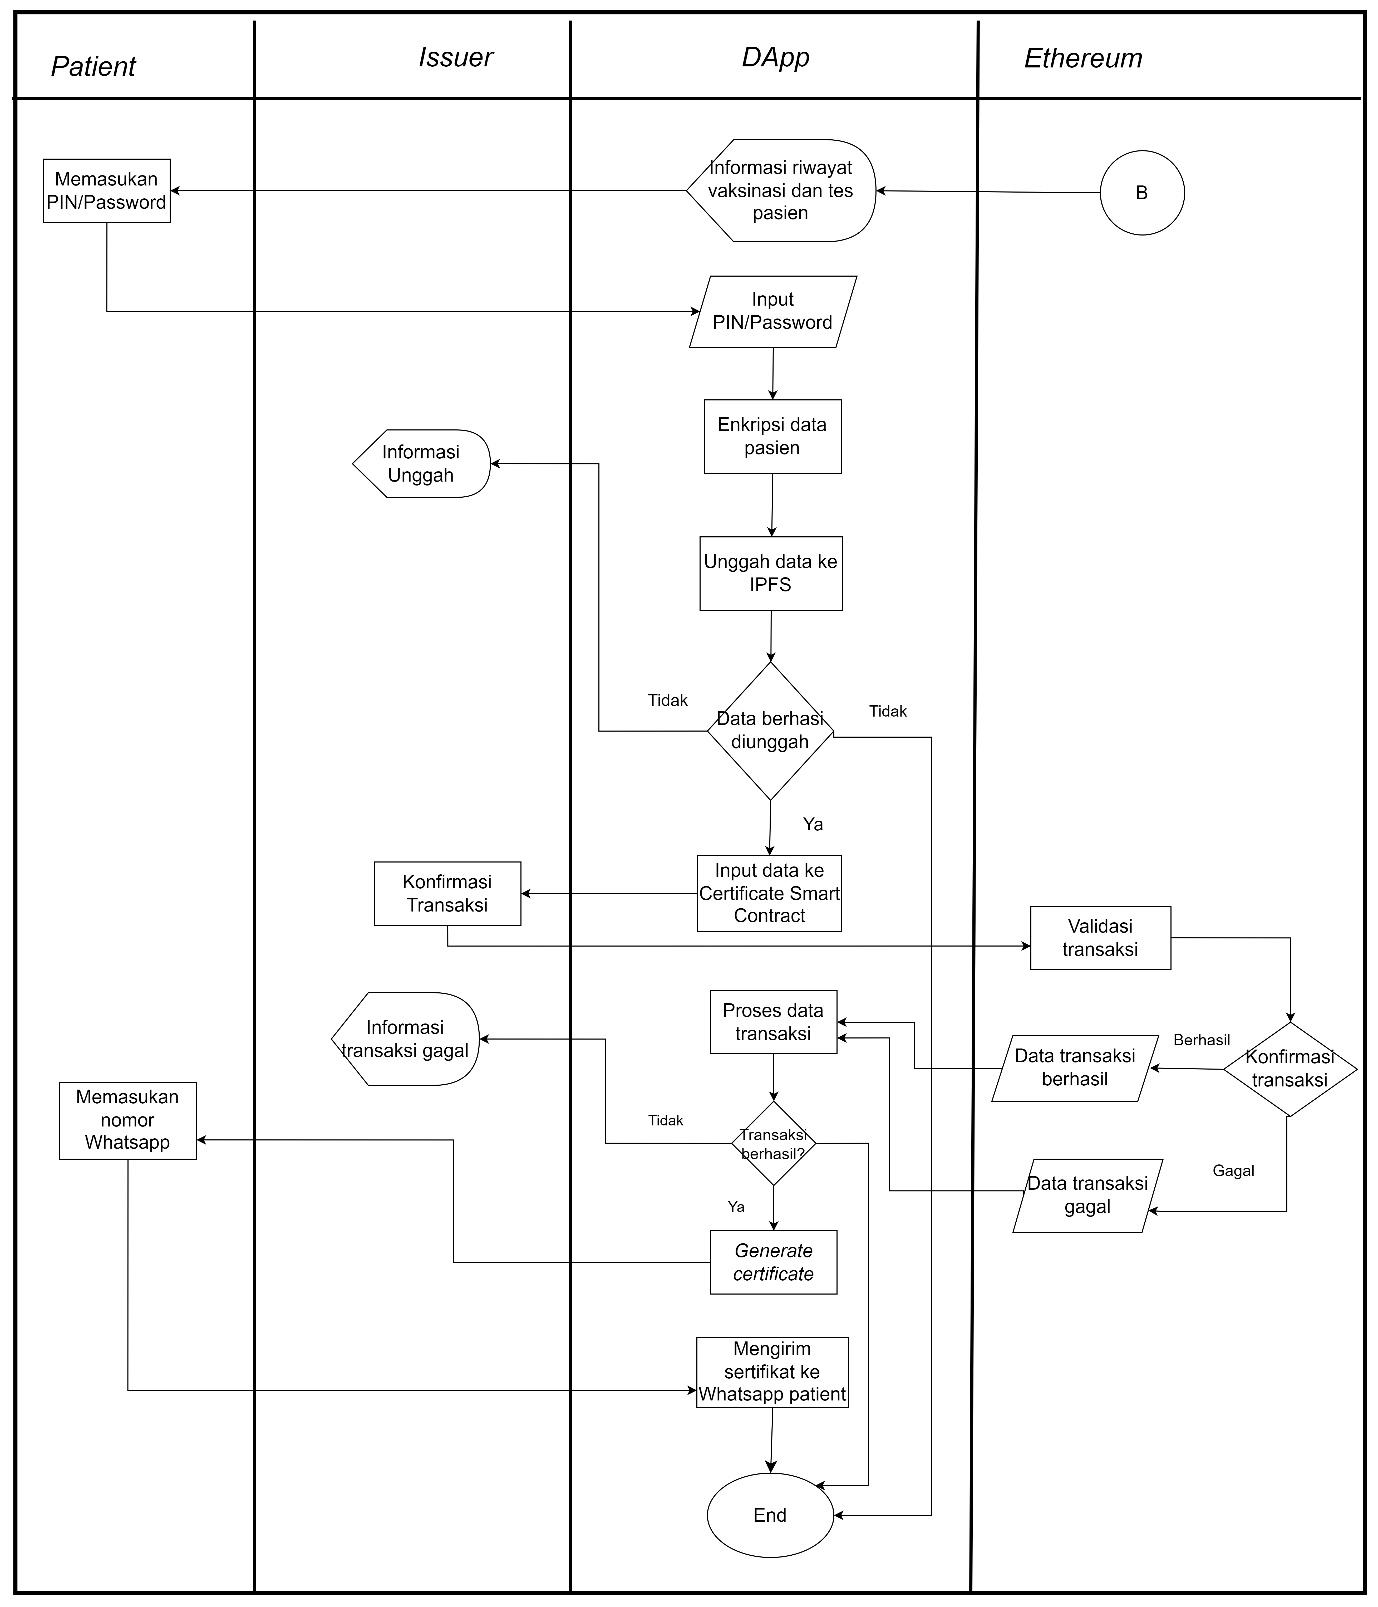 Patient
Issuer
DApp
Ethereum
Memasukan
PIN/Password
Informasi riwayat
vaksinasi dan tes
pasien
B
Input
PIN/Password
Enkripsi data
pasien
Informasi
Unggah
Unggah data ke
IPFS
Tidak
Data berhasi
diunggah
Tidak
Ya
Konfirmasi
Transaksi
Input data ke
Certificate Smart
Contract
Validasi
transaksi
Informasi
transaksi gagal
Proses data
transaksi
Data transaksi
berhasil
Berhasil
Konfirmasi
transaksi
Memasukan
nomor
Whatsapp
Tidak
Transaksi
berhasil?
Data transaksi
gagal
Gagal
Ya
Generate
certificate
Mengirim
sertifikat ke
Whatsapp patient
End